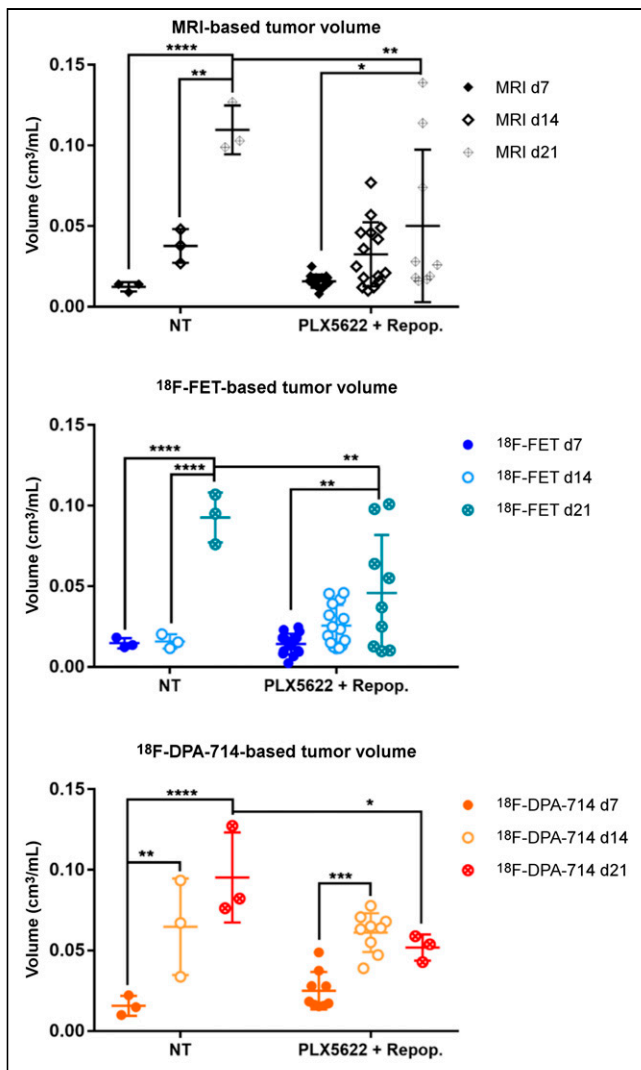 MRI-based tumor volume
****
**
**
*
0.15
0.10
0.05
0.00
Volume (cm³/mL)
NT
PLX5622 + Repop.
MRI d7
MRI d14
MRI d21
¹⁸F-FET-based tumor volume
****
****
**
**
0.15
0.10
0.05
0.00
Volume (cm³/mL)
NT
PLX5622 + Repop.
¹⁸F-FET d7
¹⁸F-FET d14
¹⁸F-FET d21
¹⁸F-DPA-714-based tumor volume
****
**
*
***
0.15
0.10
0.05
0.00
Volume (cm³/mL)
NT
PLX5622 + Repop.
¹⁸F-DPA-714 d7
¹⁸F-DPA-714 d14
¹⁸F-DPA-714 d21